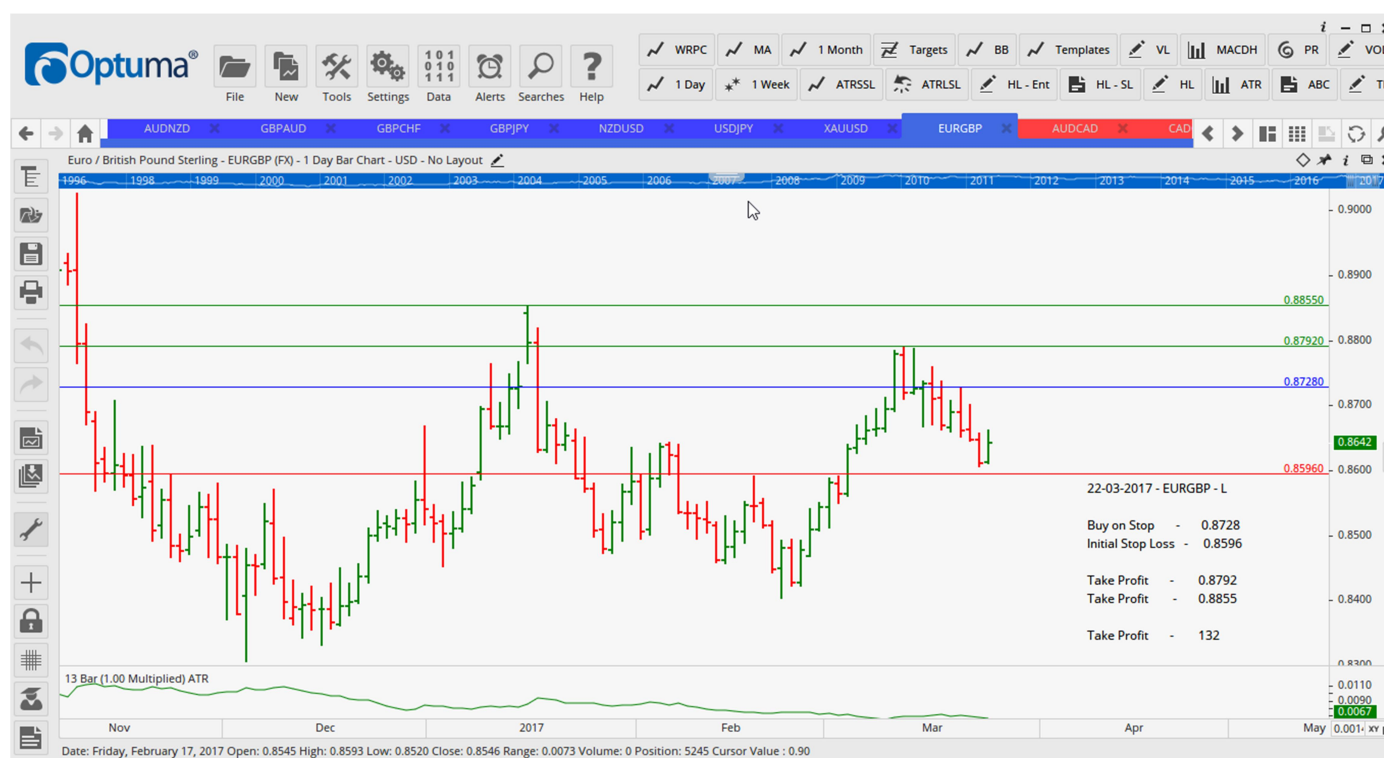 i
Optuma®
File New Tools Settings Data Alerts Searches Help
WRPC MA 1 Month Targets BB Templates VL MACDH PR
1 Day 1 Week ATRSSL ATRLSL HL - Ent HL - SL HL ATR ABC
AUDNZD GBPAUD GBPCHF GBPJPY NZDUSD USDJPY XAUUSD EURGBP AUDCAD CAD
Euro / British Pound Sterling - EURGBP (FX) - 1 Day Bar Chart - USD - No Layout
1996 1998 1999 2000 2001 2002 2003 2004 2005 2006 2007 2008 2009 2010 2011 2012 2013 2014 2015 2016 2017
0.9000
0.8900
0.88550
0.87920 0.8800
0.87280
0.8700
0.8642
0.85960 0.8600
22-03-2017 - EURGBP - L
Buy on Stop - 0.8728
0.8500
Initial Stop Loss - 0.8596
Take Profit - 0.8792
Take Profit - 0.8855
0.8400
Take Profit - 132
0.8300
13 Bar (1.00 Multiplied) ATR
0.0110
0.0090
0.0067
Nov Dec 2017 Feb Mar Apr May
Date: Friday, February 17, 2017 Open: 0.8545 High: 0.8593 Low: 0.8520 Close: 0.8546 Range: 0.0073 Volume: 0 Position: 5245 Cursor Value : 0.90